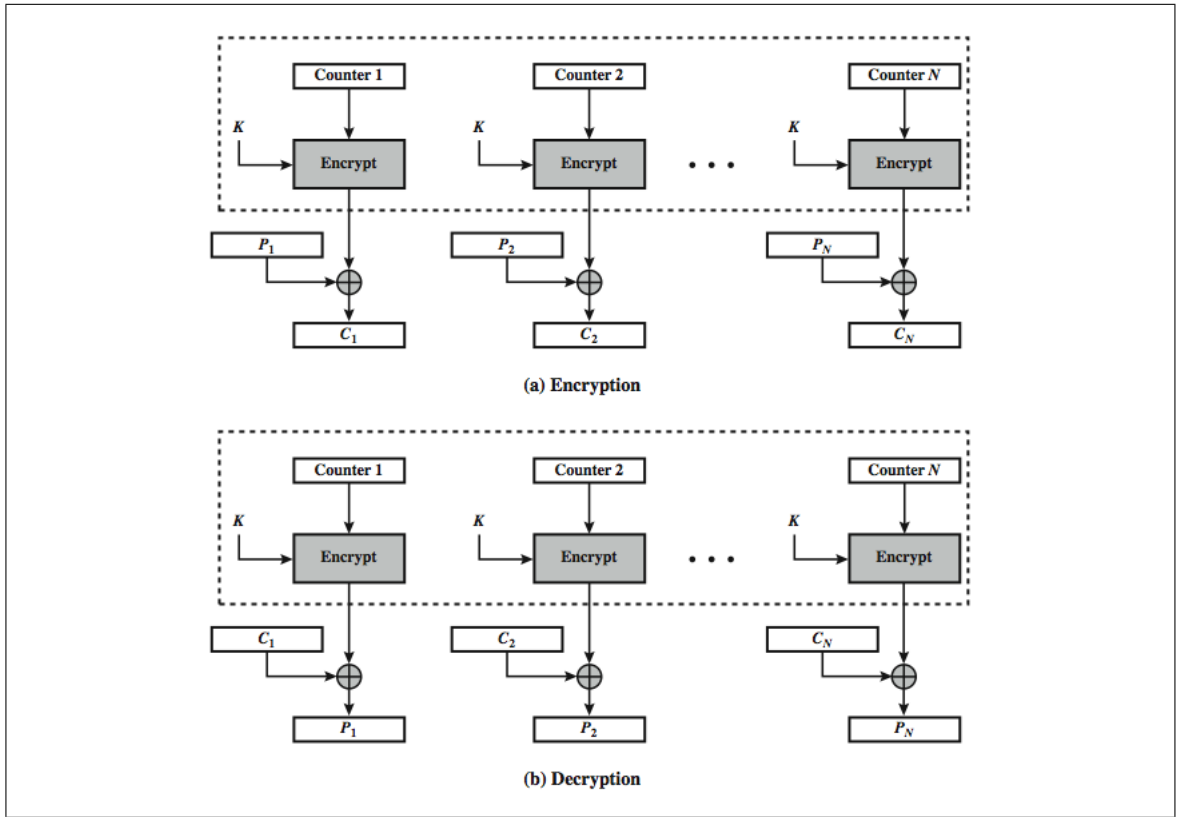 Counter 1 Counter 2 Counter N
K K K
Encrypt Encrypt • • • Encrypt
P1 P2 PN
C1 C2 CN
(a) Encryption
Counter 1 Counter 2 Counter N
K K K
Encrypt Encrypt • • • Encrypt
C1 C2 CN
P1 P2 PN
(b) Decryption